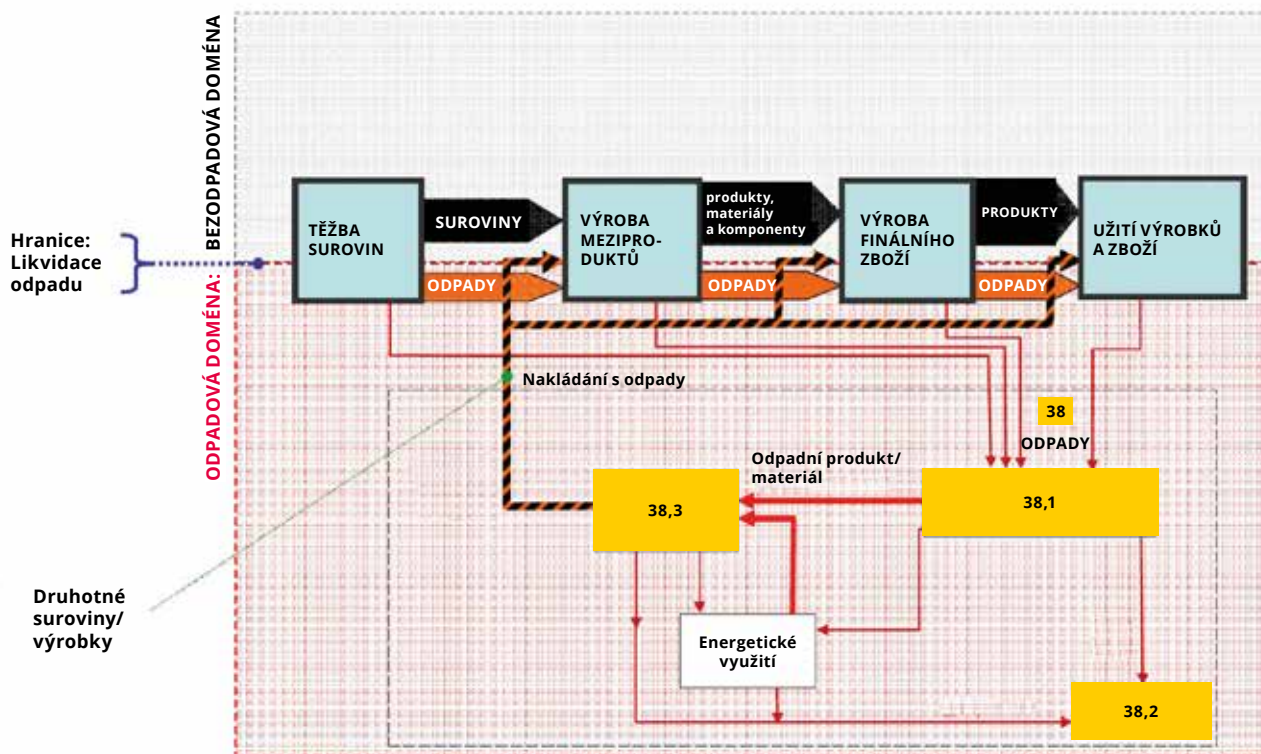 BEZODPADOVÁ DOMÉNA
ODPADOVÁ DOMÉNA:
Hranice:
Likvidace
odpadu
TĚŽBA
SUROVIN
SUROVINY
ODPADY
VÝROBA
MEZIPRO-
DUKTŮ
produkty,
materiály
a komponenty
ODPADY
VÝROBA
FINÁLNÍHO
ZBOŽÍ
PRODUKTY
ODPADY
UŽITÍ VÝROBKŮ
A ZBOŽÍ
Nakládání s odpady
38
ODPADY
Odpadní produkt/
materiál
38,3
38,1
Druhotné
suroviny/
výrobky
Energetické
využití
38,2